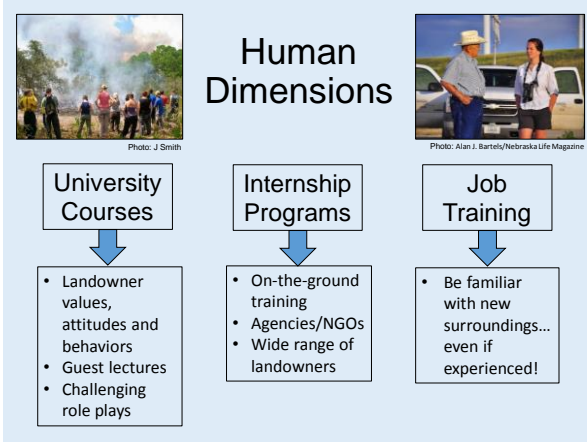 Human
Dimensions
Photo: J Smith
Photo: Alan J. Bartels/Nebraska Life Magazine
University
Courses
• Landowner
values,
attitudes and
behaviors
• Guest lectures
• Challenging
role plays
Internship
Programs
• On-the-ground
training
• Agencies/NGOs
• Wide range of
landowners
Job
Training
• Be familiar
with new
surroundings...
even if
experienced!